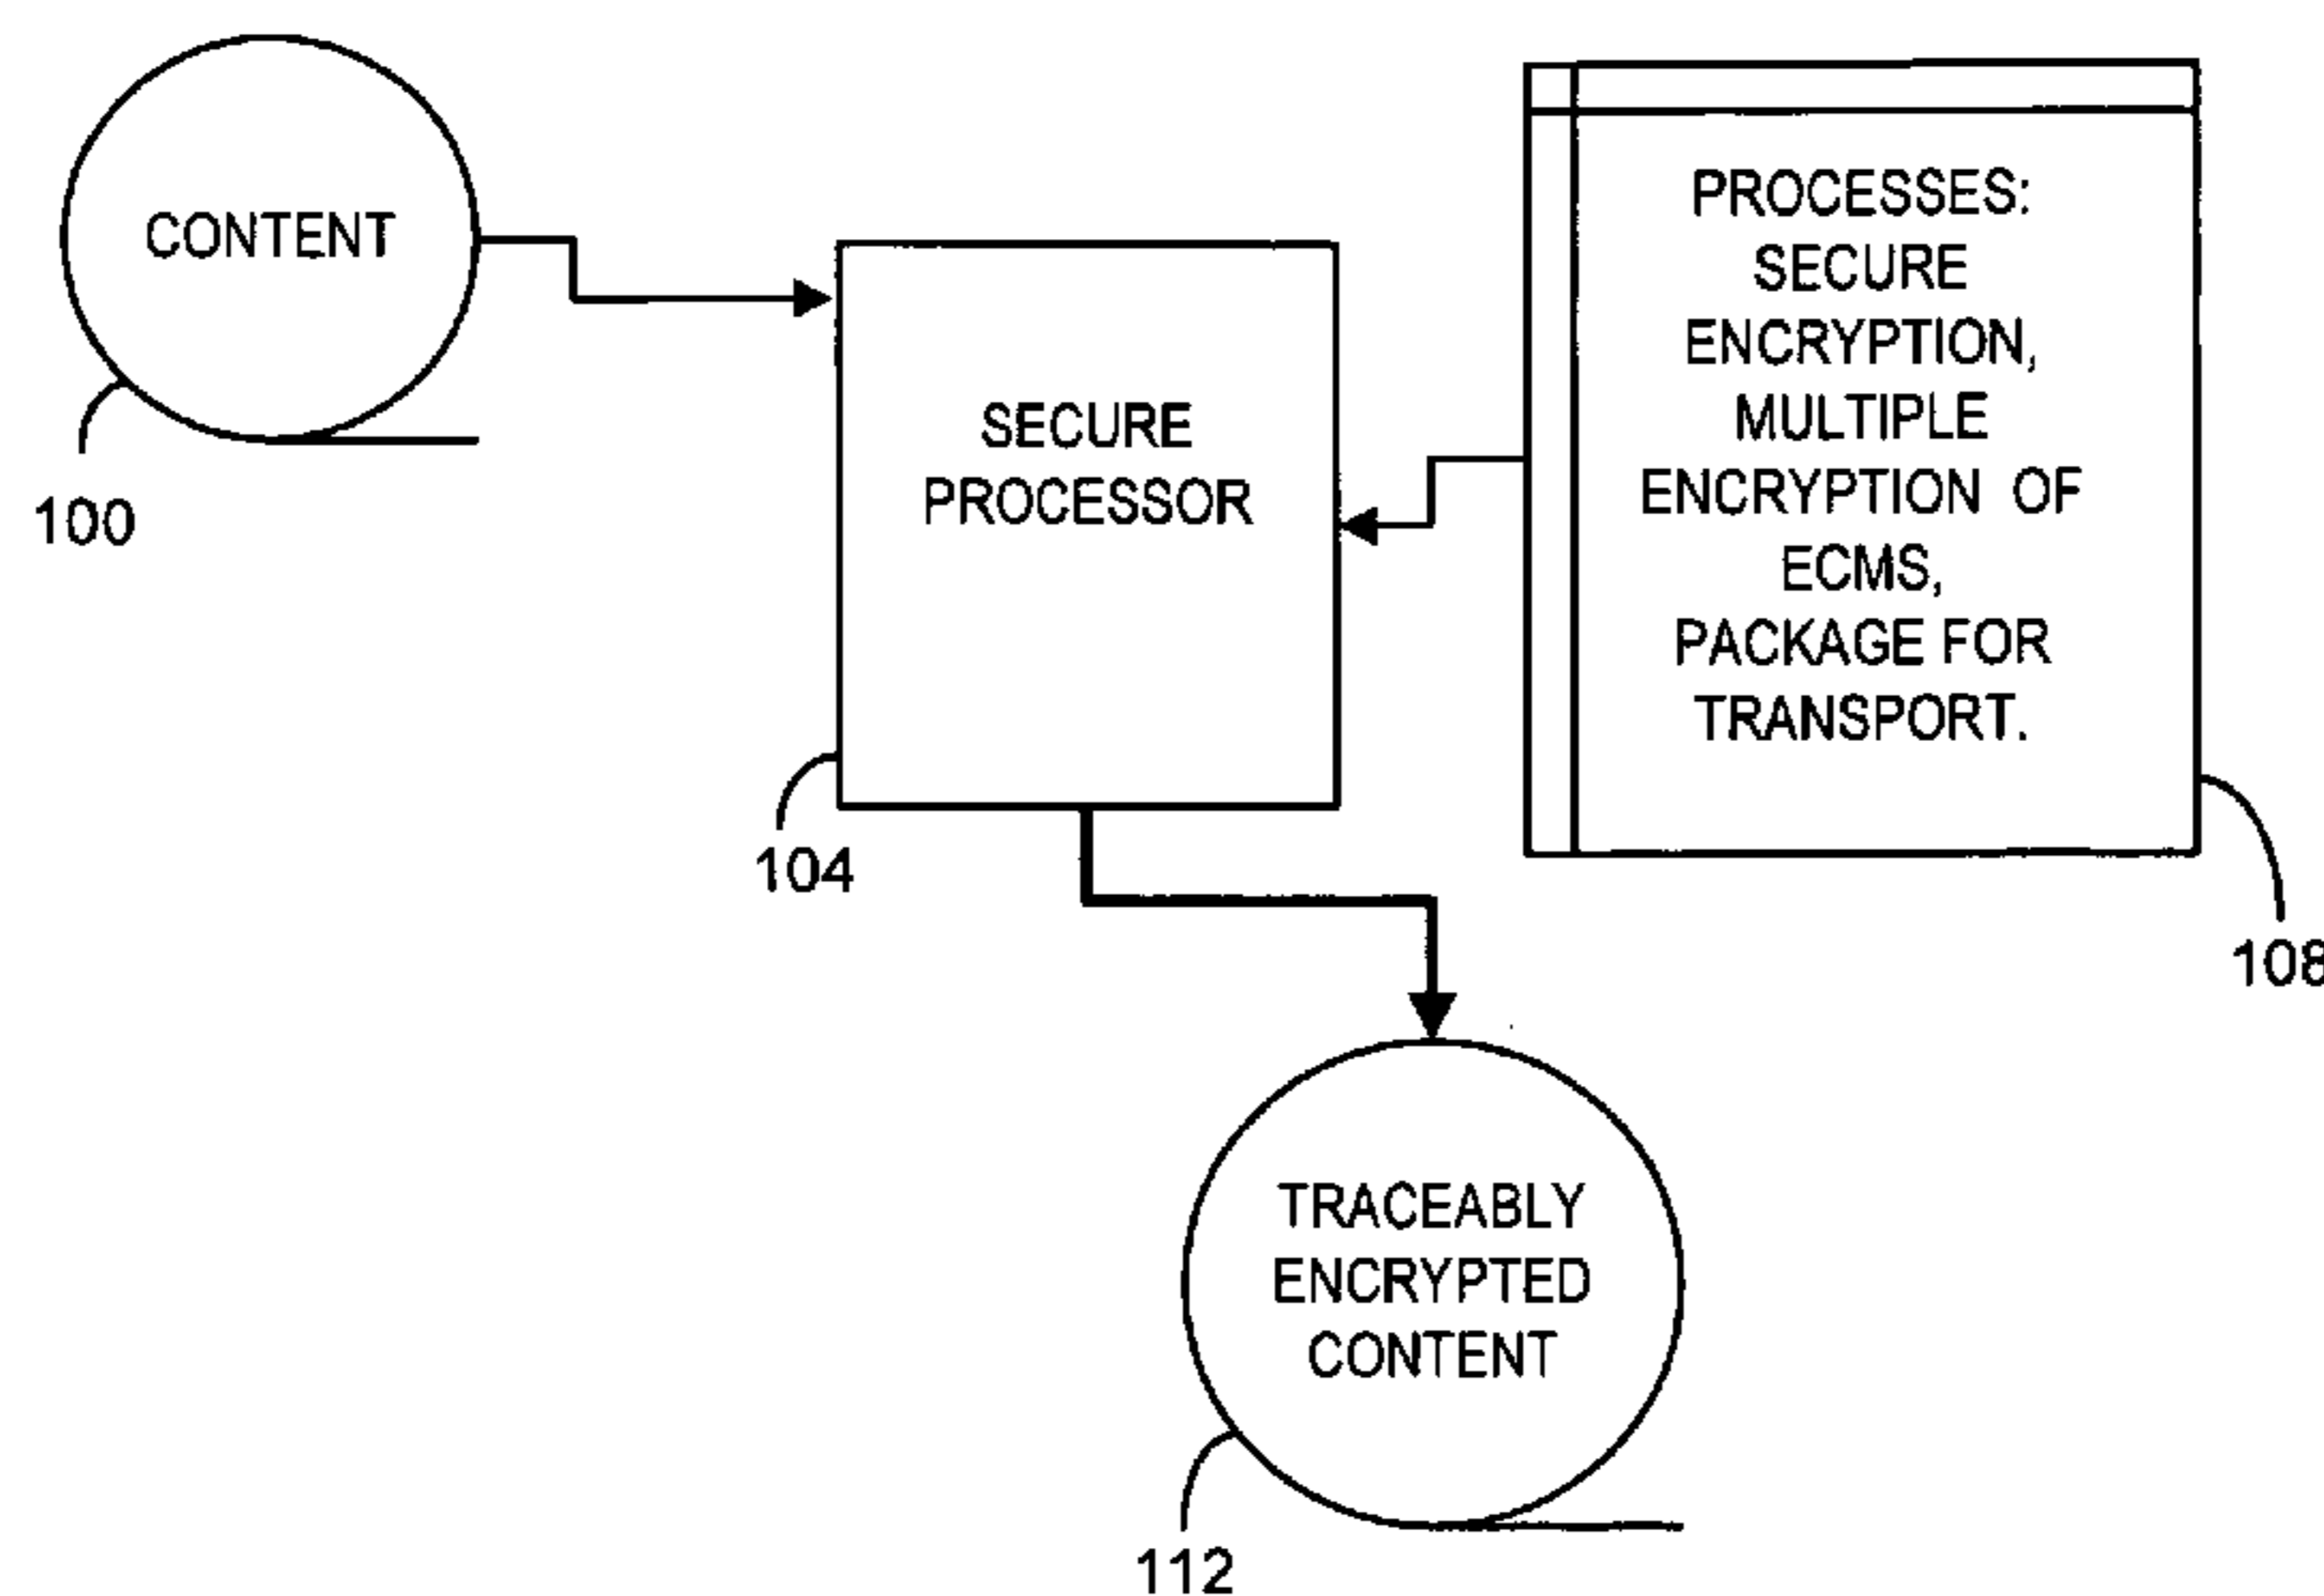 CONTENT
100
SECURE
PROCESSOR
104
PROCESSES:
SECURE
ENCRYPTION,
MULTIPLE
ENCRYPTION OF
ECMS,
PACKAGE FOR
TRANSPORT.
108
TRACEABLY
ENCRYPTED
CONTENT
112